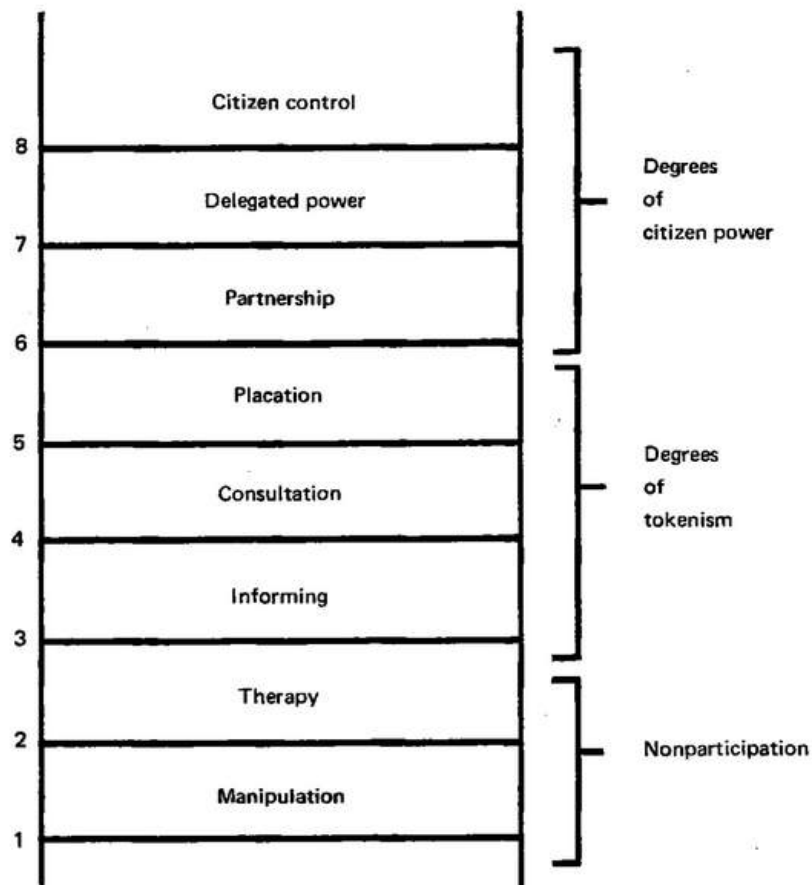 Citizen control
8
Delegated power
7
Partnership
6
Placation
5
Consultation
4
Informing
3
Therapy
2
Manipulation
1
Degrees
of
citizen power
Degrees
of
tokenism
Nonparticipation